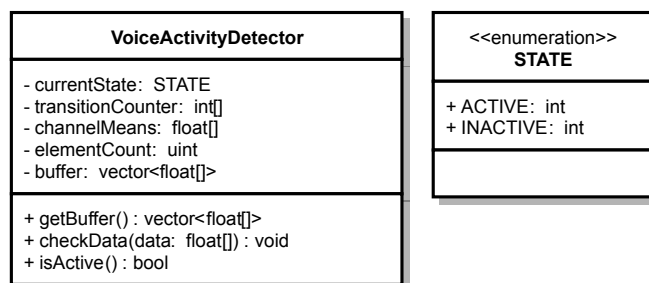 VoiceActivityDetector
- currentState: STATE
- transitionCounter: int[]
- channelMeans: float[]
- elementCount: uint
- buffer: vector<float[]>
+ getBuffer() : vector<float[]>
+ checkData(data: float[]) : void
+ isActive() : bool
<<enumeration>>
STATE
+ ACTIVE: int
+ INACTIVE: int